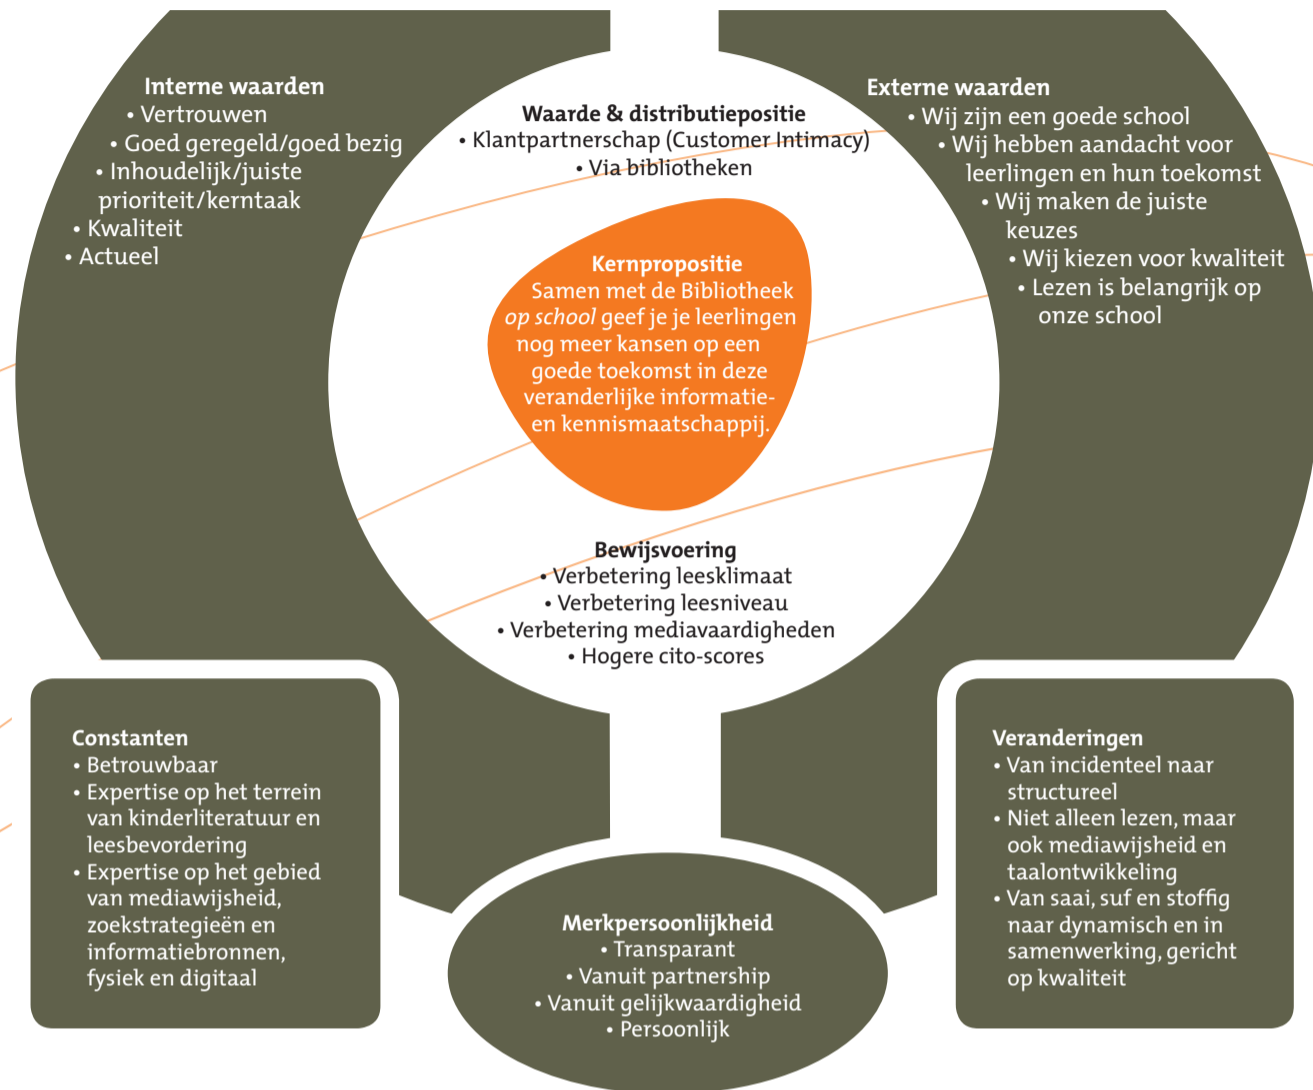 Interne waarden
• Vertrouwen
• Goed geregeld/goed bezig
• Inhoudelijk/juiste
prioriteit/kerntaak
• Kwaliteit
• Actueel
Waarde & distributiepositie
• Klantpartnerschap (Customer Intimacy)
• Via bibliotheken
Externe waarden
• Wij zijn een goede school
• Wij hebben aandacht voor
leerlingen en hun toekomst
• Wij maken de juiste
keuzes
• Wij kiezen voor kwaliteit
• Lezen is belangrijk op
onze school
Kernpropositie
Samen met de Bibliotheek
op school geef je je leerlingen
nog meer kansen op een
goede toekomst in deze
veranderlijke informatie-
en kennismaatschappij.
Bewijsvoering
• Verbetering leesklimaat
• Verbetering leesniveau
• Verbetering mediavaardigheden
• Hogere cito-scores
Constanten
• Betrouwbaar
• Expertise op het terrein
van kinderliteratuur en
leesbevordering
• Expertise op het gebied
van mediawijsheid,
zoekstrategieën en
informatiebronnen,
fysiek en digitaal
Merkpersoonlijkheid
• Transparant
• Vanuit partnership
• Vanuit gelijkwaardigheid
• Persoonlijk
Veranderingen
• Van incidenteel naar
structureel
• Niet alleen lezen, maar
ook mediawijsheid en
taalontwikkeling
• Van saai, suf en stoffig
naar dynamisch en in
samenwerking, gericht
op kwaliteit